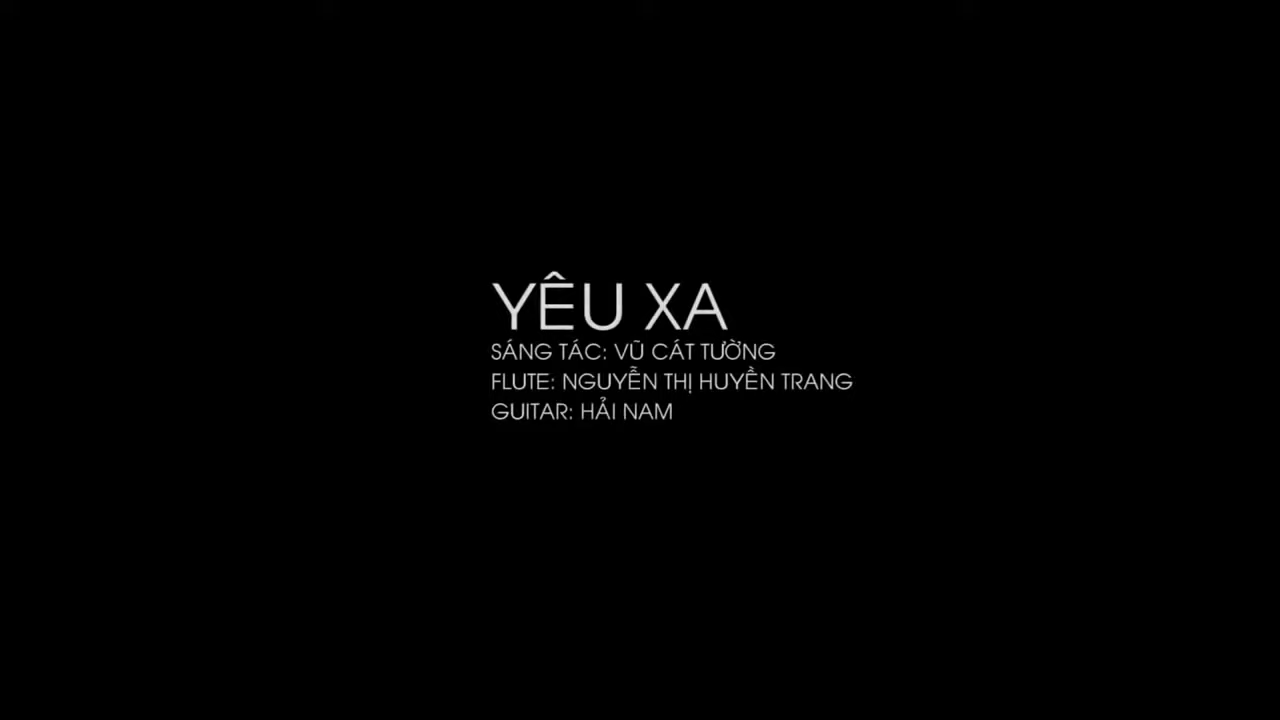 YÊU XA
SÁNG TÁC: VŨ CÁT TƯỜNG
FLUTE: NGUYỄN THỊ HUYỀN TRANG
GUITAR: HẢI NAM